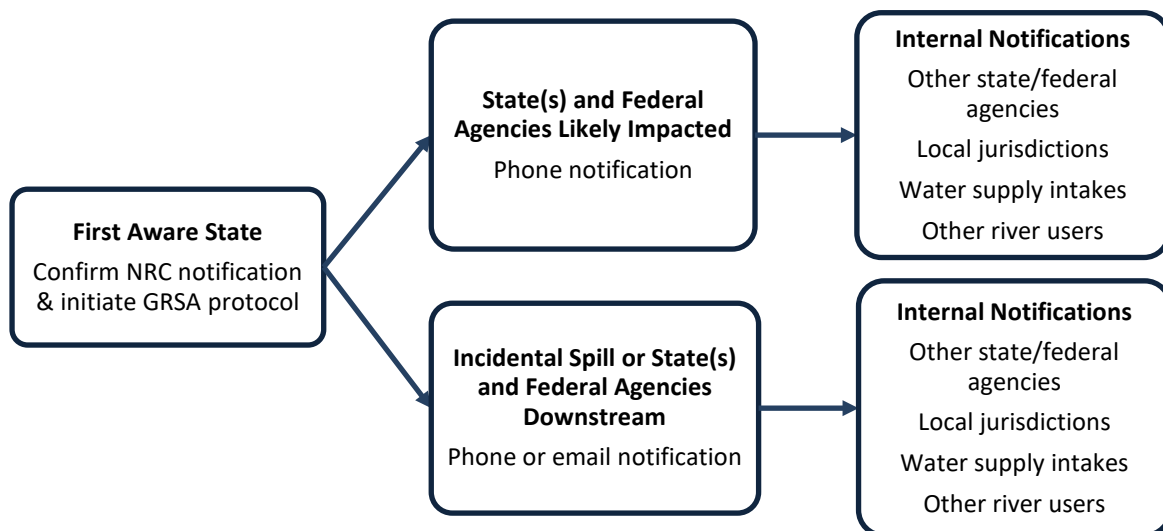 First Aware State
Confirm NRC notification
& initiate GRSA protocol
State(s) and Federal
Agencies Likely Impacted
Phone notification
Internal Notifications
Other state/federal
agencies
Local jurisdictions
Water supply intakes
Other river users
Incidental Spill or State(s)
and Federal Agencies
Downstream
Phone or email notification
Internal Notifications
Other state/federal
agencies
Local jurisdictions
Water supply intakes
Other river users